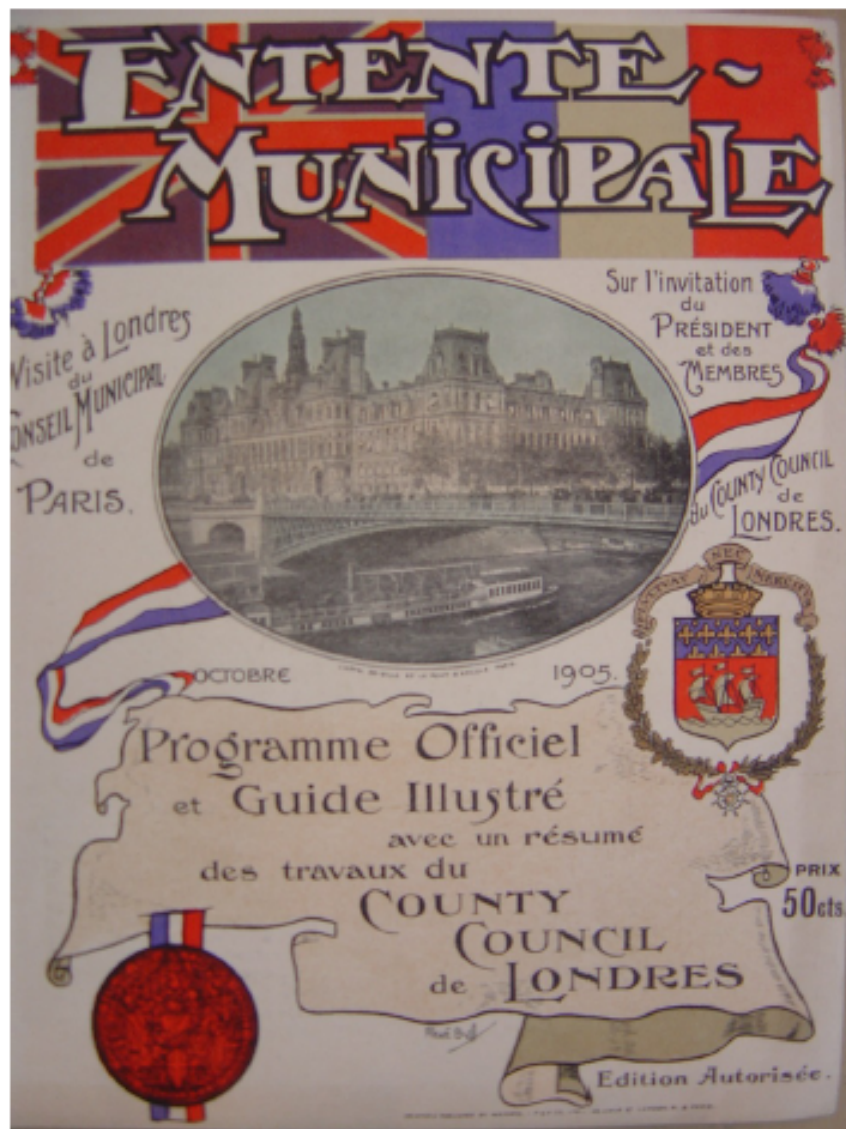 ENTENTE-
MUNICIPALE
Visite à Londres
du
CONSEIL MUNICIPAL
de
PARIS.
Sur l'invitation
du
PRÉSIDENT
et des
MEMBRES
du COUNTY COUNCIL
de
LONDRES.
NEC
MERGITUR
OCTOBRE 1905.
Programme Officiel
et Guide Illustré
avec un résumé
des travaux du
COUNTY
COUNCIL
de LONDRES
PRIX
50cts.
Edition Autorisée.